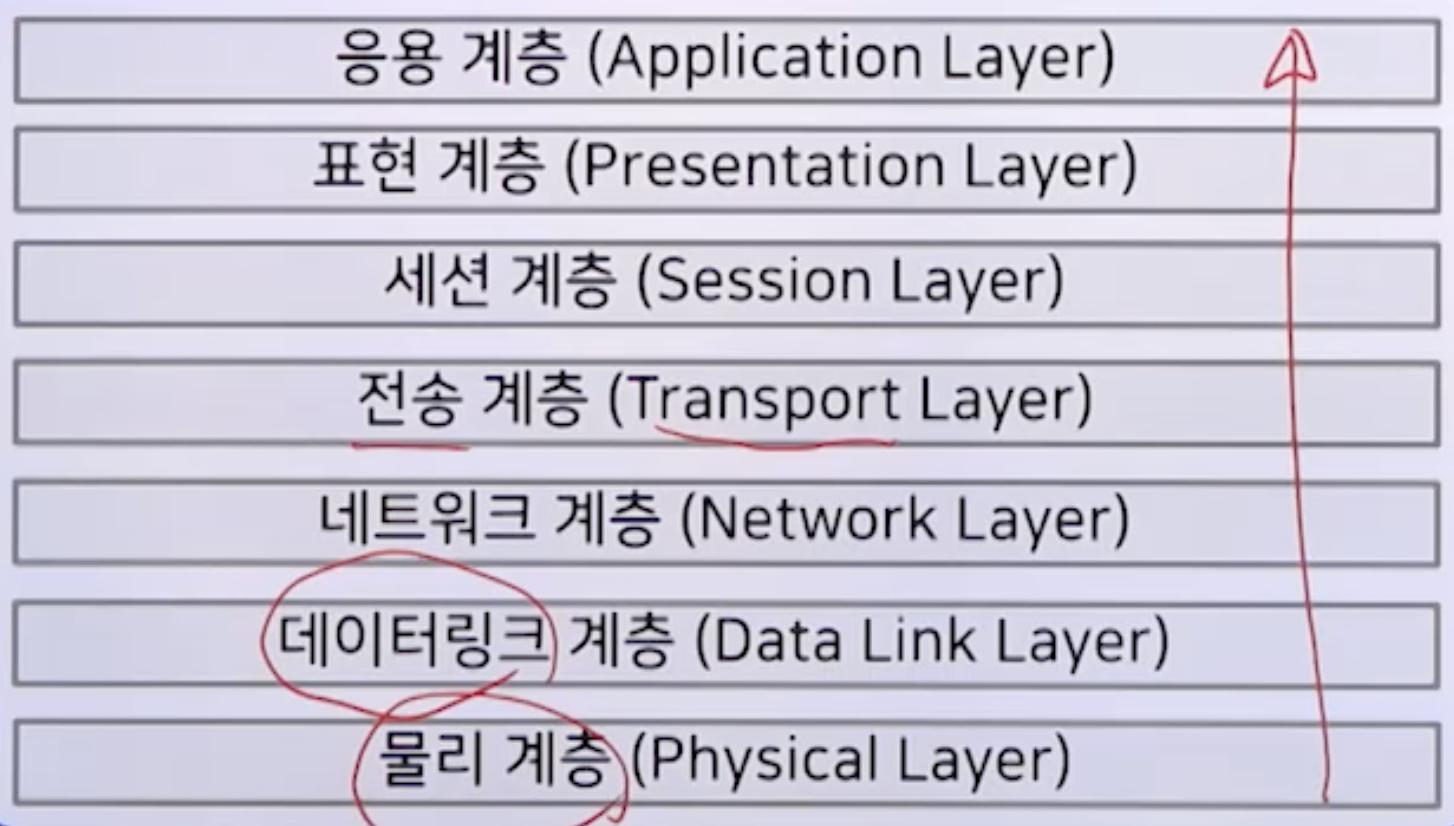 응용 계층 (Application Layer)
표현 계층 (Presentation Layer)
세션 계층 (Session Layer)
전송 계층 (Transport Layer)
네트워크 계층 (Network Layer)
데이터링크 계층 (Data Link Layer)
물리 계층 (Physical Layer)